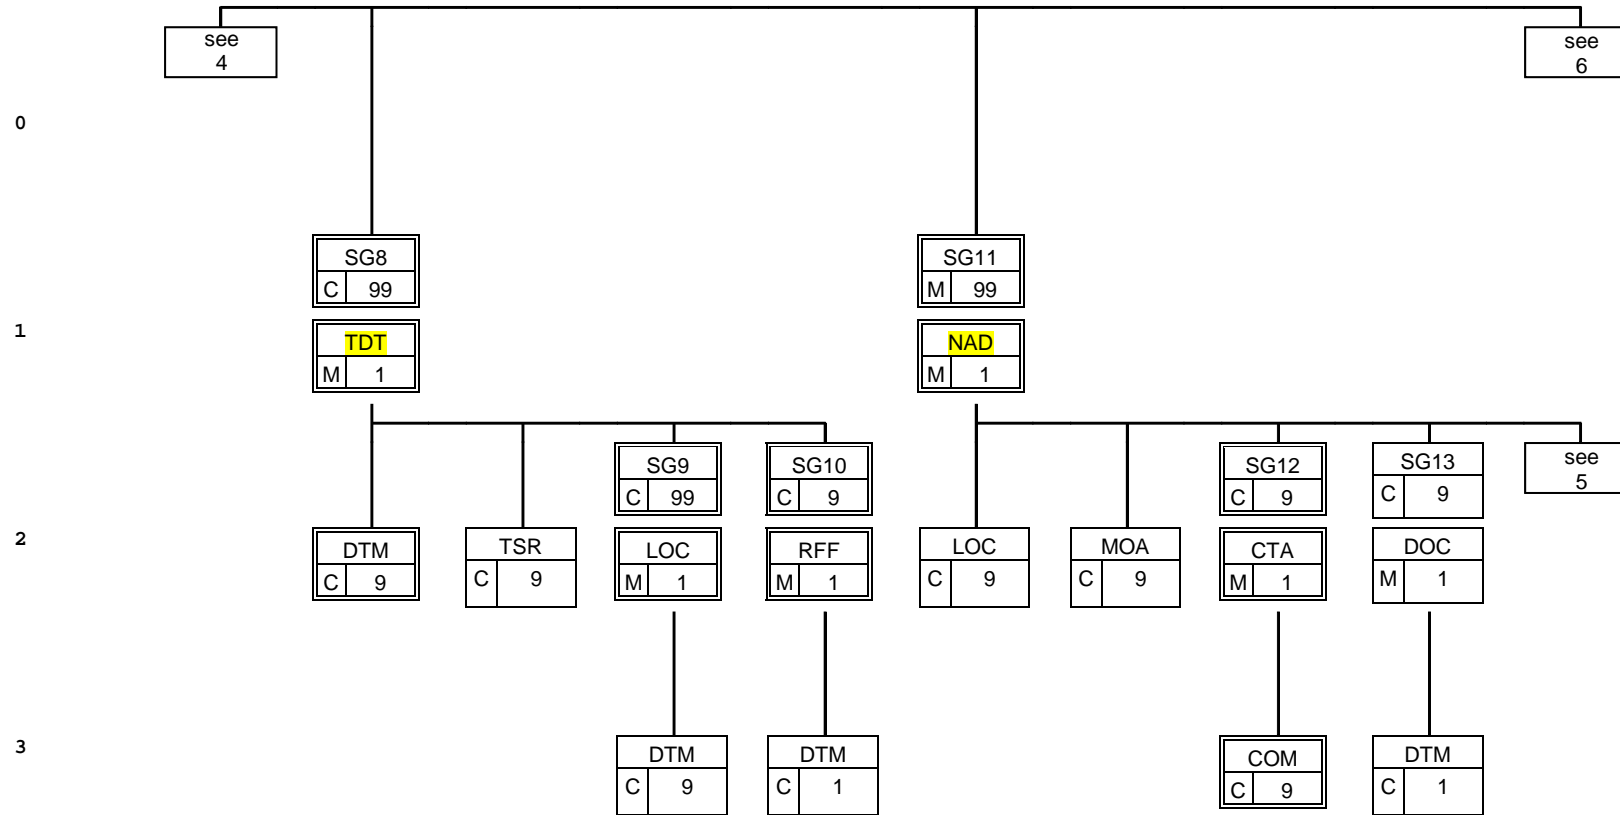 see see
4 6
0
SG8 SG11
C 99 M 99
1
TDT NAD
M 1 M 1
SG9 SG10 SG12 SG13 see
C 99 C 9 C 9 C 9 5
2
DTM TSR LOC RFF LOC MOA CTA DOC
C 9 C 9 M 1 M 1 C 9 C 9 M 1 M 1
3
DTM DTM COM DTM
C 9 C 1 C 9 C 1